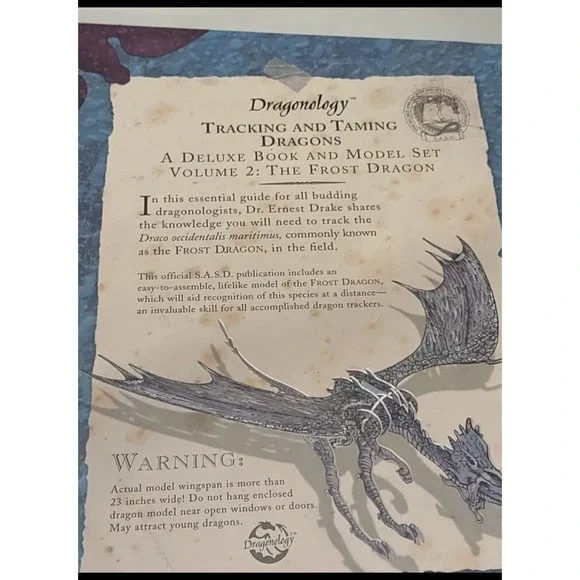 Dragonology™
TRACKING AND TAMING
DRAGONS
A DELUXE BOOK AND MODEL SET
VOLUME 2: THE FROST DRAGON
In this essential guide for all budding
dragonologists, Dr. Ernest Drake shares
the knowledge you will need to track the
Draco occidentalis maritimus, commonly known
as the FROST DRAGON, in the field.
This official S.A.S.D. publication includes an
easy-to-assemble, lifelike model of the FROST DRAGON,
which will aid recognition of this species at a distance—
an invaluable skill for all accomplished dragon trackers.
WARNING:
Actual model wingspan is more than
23 inches wide! Do not hang enclosed
dragon model near open windows or doors.
May attract young dragons.
Dragonology™